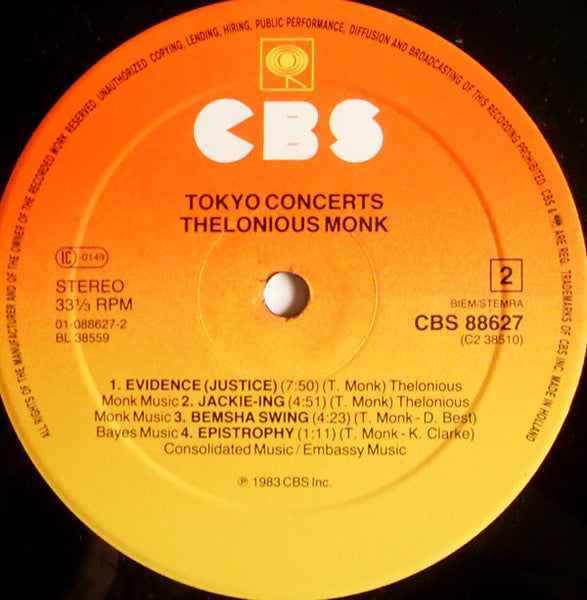 ALL RIGHTS OF THE MANUFACTURER AND OF THE OWNER OF THE RECORDED WORK RESERVED. UNAUTHORIZED COPYING, LENDING, HIRING, PUBLIC PERFORMANCE, DIFFUSION AND BROADCASTING OF THIS RECORDING PROHIBITED. CBS & ARE REG. TRADEMARKS OF CBS INC. MADE IN HOLLAND
CBS
TOKYO CONCERTS
THELONIOUS MONK
LC -0149
STEREO
33⅓ RPM
01-088627-2
BL 38559
2
BIEM/STEMRA
CBS 88627
(C2 38510)
1. EVIDENCE (JUSTICE) (7:50) (T. Monk) Thelonious
Monk Music 2. JACKIE-ING (4:51) (T. Monk) Thelonious
Monk Music 3. BEMSHA SWING (4:23) (T. Monk - D. Best)
Bayes Music 4. EPISTROPHY (1:11) (T. Monk - K. Clarke)
Consolidated Music / Embassy Music
℗ 1983 CBS Inc.